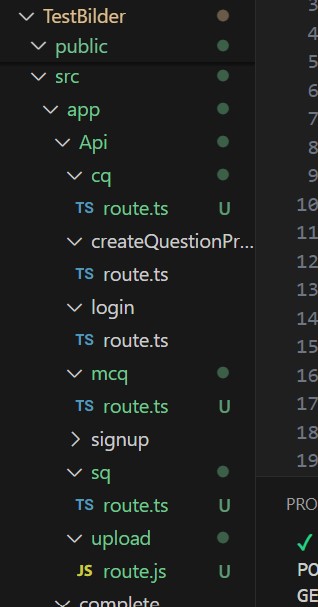 TestBilder
public
src
app
Api
cq
TS route.ts U
createQuestionPr...
TS route.ts
login
TS route.ts
mcq
TS route.ts U
signup
sq
TS route.ts U
upload
JS route.js U
complete
3
4
5
6
7
8
9
10
11
12
13
14
15
16
17
18
19
PRO
PO
GE